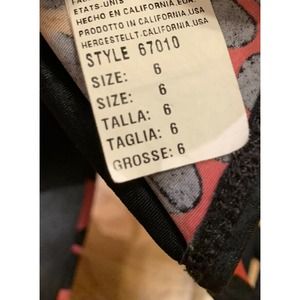 ETATS-UNIS
HECHO EN CALIFORNIA, EUA
PRODOTTO IN CALIFORNIA, USA
HERGESTELLT. CALIFORNIA, USA
STYLE 67010
SIZE: 6
SIZE: 6
TALLA: 6
TAGLIA: 6
GROSSE: 6